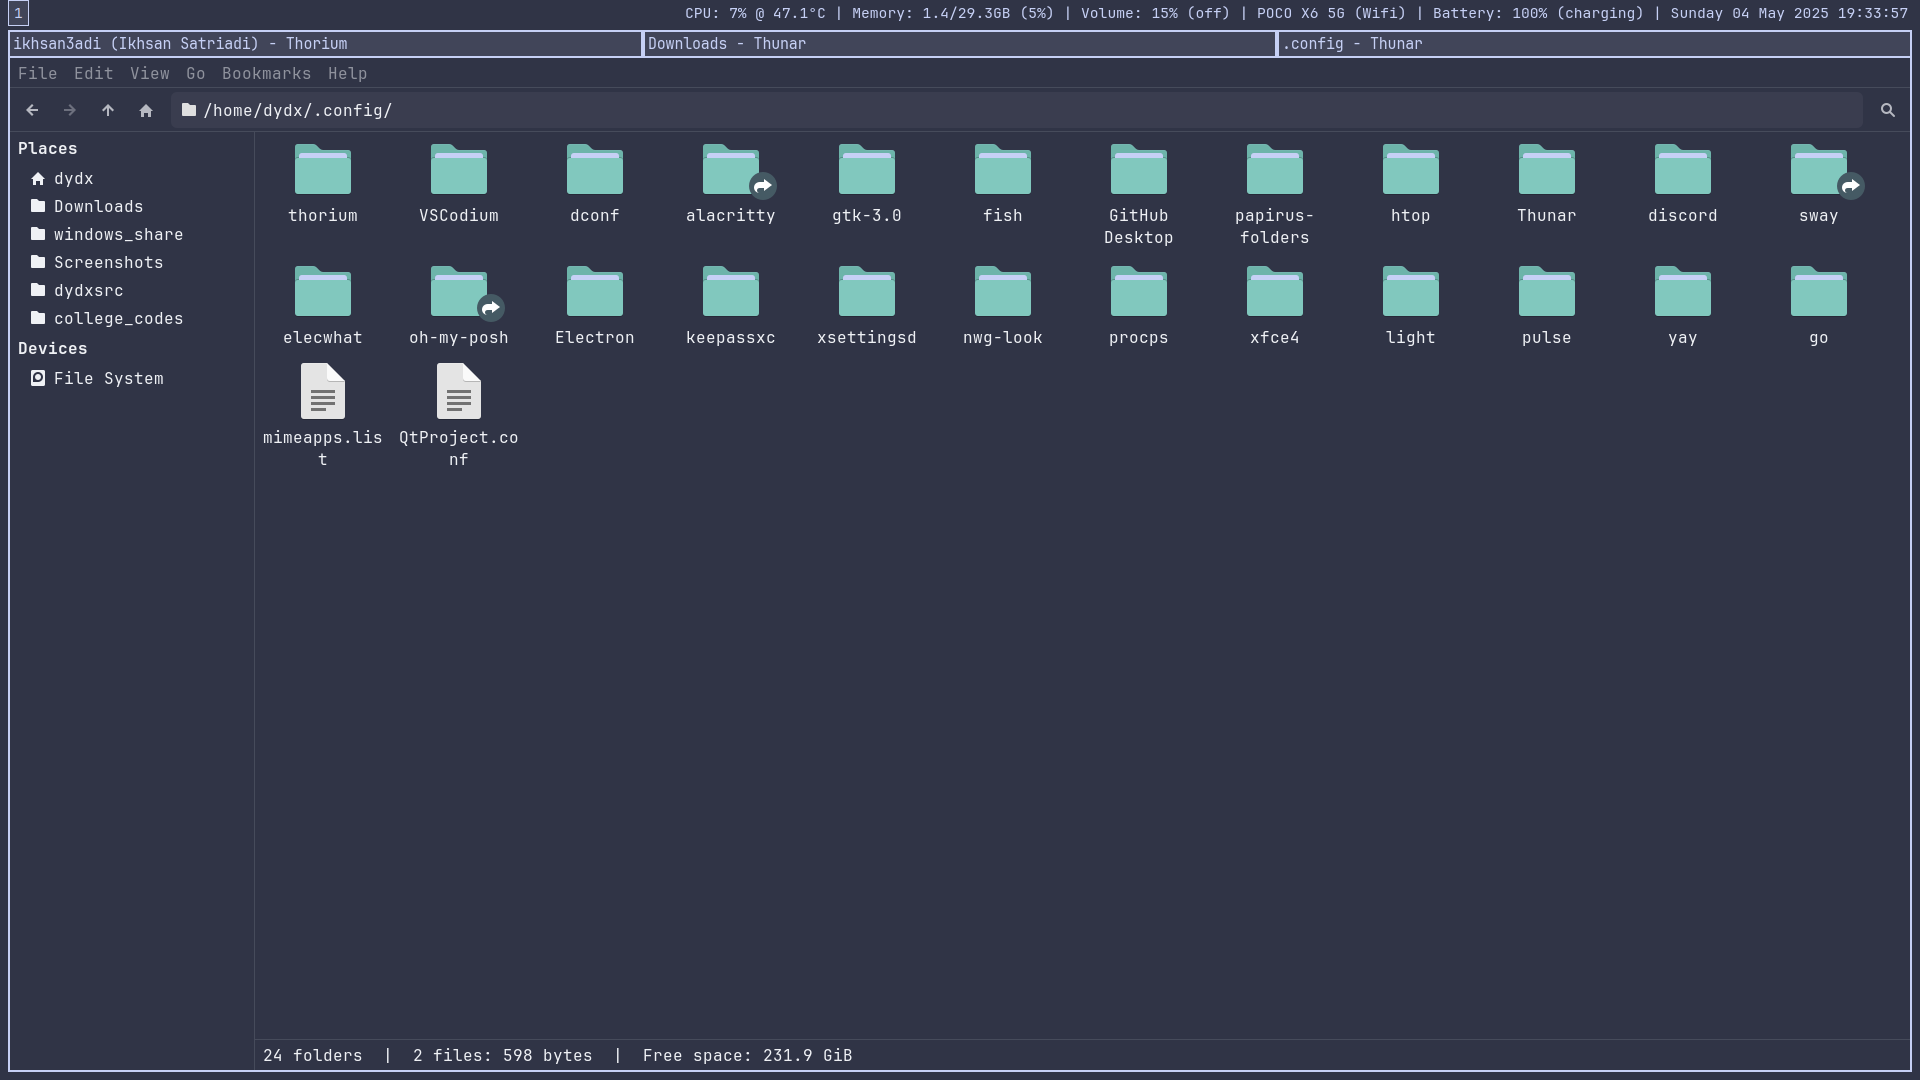 1
CPU: 7% @ 47.1°C | Memory: 1.4/29.3GB (5%) | Volume: 15% (off) | POCO X6 5G (Wifi) | Battery: 100% (charging) | Sunday 04 May 2025 19:33:57
ikhsan3adi (Ikhsan Satriadi) - Thorium
Downloads - Thunar
.config - Thunar
File Edit View Go Bookmarks Help
/home/dydx/.config/
Places
dydx
Downloads
windows_share
Screenshots
dydxsrc
college_codes
Devices
File System
thorium
VSCodium
dconf
alacritty
gtk-3.0
fish
GitHub
Desktop
papirus-
folders
htop
Thunar
discord
sway
elecwhat
oh-my-posh
Electron
keepassxc
xsettingsd
nwg-look
procps
xfce4
light
pulse
yay
go
mimeapps.lis
t
QtProject.co
nf
24 folders | 2 files: 598 bytes | Free space: 231.9 GiB